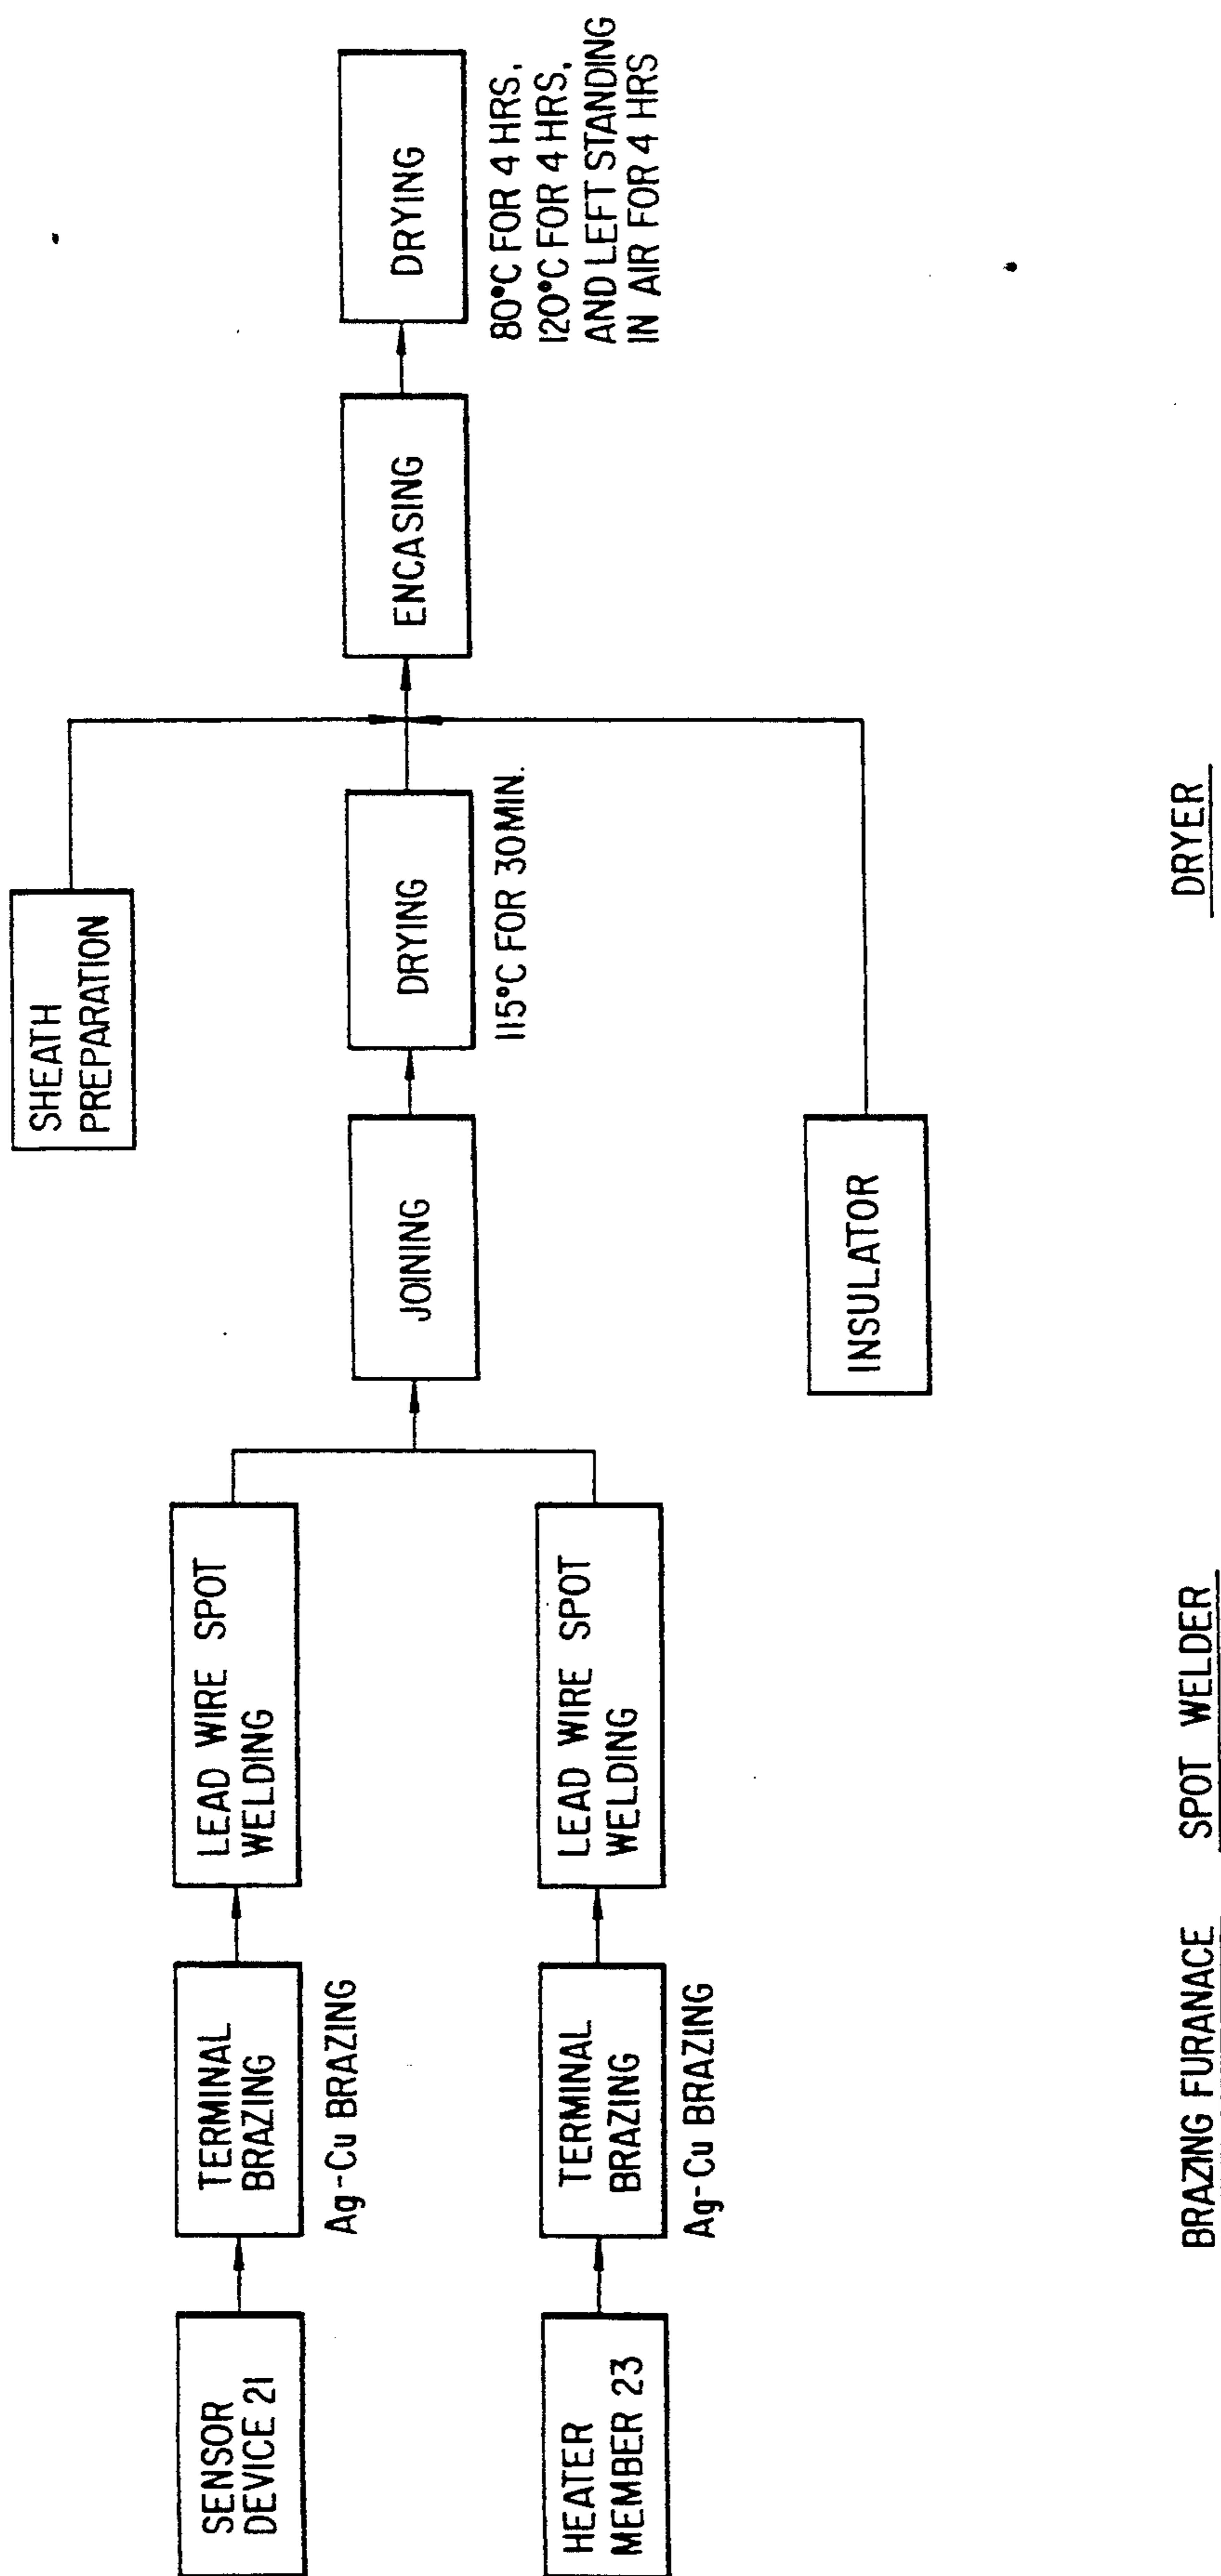 SENSOR
DEVICE 21
TERMINAL
BRAZING
Ag-Cu BRAZING
LEAD WIRE SPOT
WELDING
HEATER
MEMBER 23
TERMINAL
BRAZING
Ag-Cu BRAZING
LEAD WIRE SPOT
WELDING
JOINING
DRYING
115°C FOR 30MIN.
SHEATH
PREPARATION
INSULATOR
ENCASING
DRYING
80°C FOR 4 HRS,
120°C FOR 4 HRS,
AND LEFT STANDING
IN AIR FOR 4 HRS
BRAZING FURANACE
SPOT WELDER
DRYER